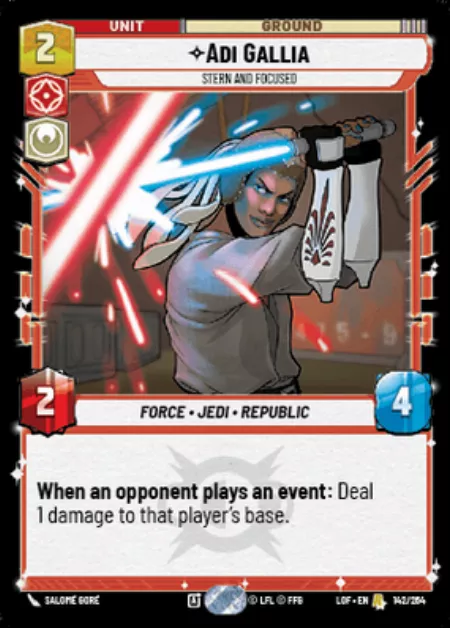 UNIT
GROUND
2
✧ADI GALLIA
STERN AND FOCUSED
2
FORCE • JEDI • REPUBLIC
4
When an opponent plays an event: Deal
1 damage to that player's base.
SALOMÉ GORÉ
© LFL © FFG
LOF • EN
142/264